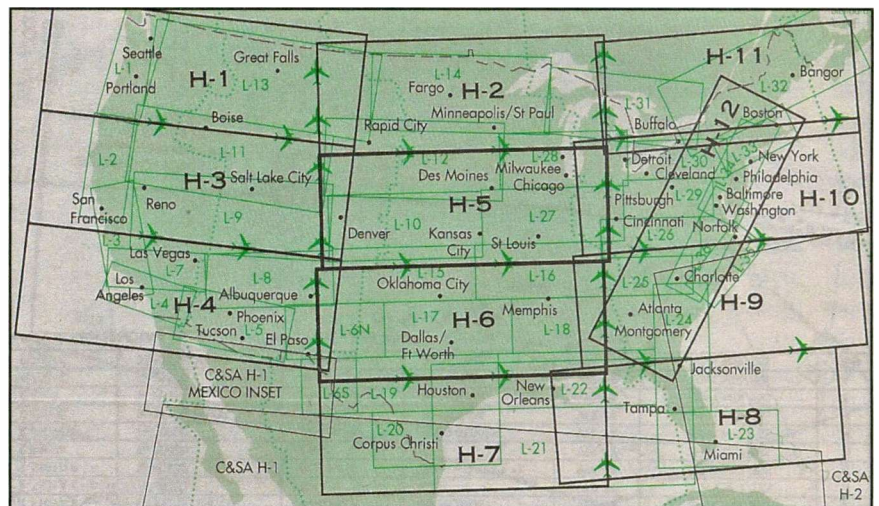 Seattle
L-1
Portland
H-1
Great Falls
L-13
Boise
L-14
H-2
Fargo
Minneapolis/St Paul
Rapid City
H-11
L-32
Bangor
L-31
H-12
Boston
Buffalo
L-2
L-11
H-3
Salt Lake City
Reno
San
Francisco
L-9
L-3
L-12
Des Moines
L-28
Milwaukee
Chicago
H-5
L-10
L-27
Denver
Kansas
City
St Louis
Detroit
L-30
L-33
Cleveland
New York
Philadelphia
L-29
Pittsburgh
Baltimore
Washington
H-10
Cincinnati
L-26
Norfolk
L-35
Las Vegas
L-7
L-8
Los
Angeles
L-4
H-4
Albuquerque
Phoenix
Tucson
L-5
El Paso
L-15
L-16
Oklahoma City
L-6N
L-17
H-6
Memphis
L-18
Dallas/
Ft Worth
L-25
Charlotte
H-9
L-24
Atlanta
Montgomery
C&SA H-1
MEXICO INSET
L-6S
L-19
Houston
New
Orleans
L-22
Jacksonville
Tampa
H-8
L-23
Miami
L-20
Corpus Christi
H-7
L-21
C&SA H-1
C&SA
H-2